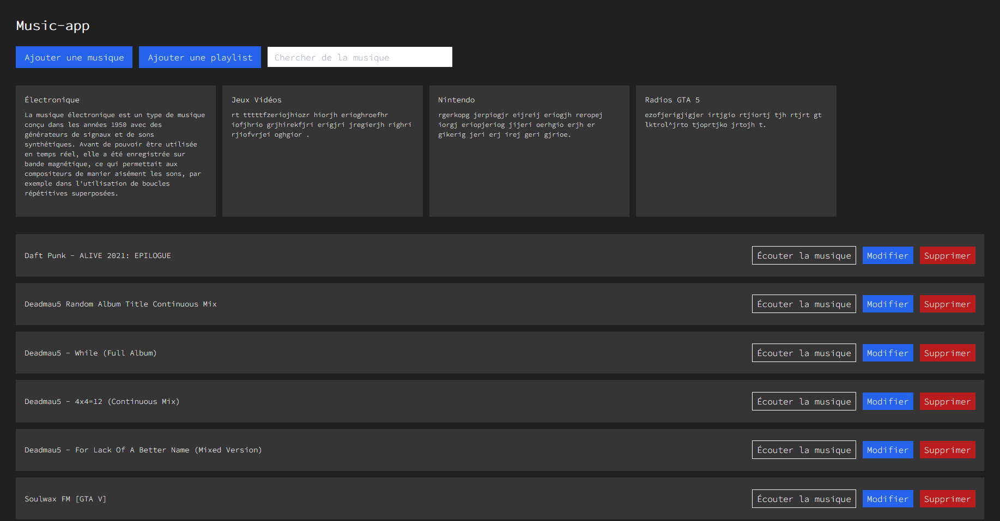 Music-app
Ajouter une musique
Ajouter une playlist
Chercher de la musique
Électronique
La musique électronique est un type de musique
conçu dans les années 1950 avec des
générateurs de signaux et de sons
synthétiques. Avant de pouvoir être utilisée
en temps réel, elle a été enregistrée sur
bande magnétique, ce qui permettait aux
compositeurs de manier aisément les sons, par
exemple dans l'utilisation de boucles
répétitives superposées.
Jeux Vidéos
rt tttttfzeriojhiozr hiorjh erioghroefhr
iofjhrio grjhirekfjri erigjri jregierjh righri
rjiofvrjei oghgior .
Nintendo
rgerkopg jerpiogjr eijreij eriogjh reropej
iorgj eriopjeriog jijeri oerhgio erjh er
gikerig jeri erj irej geri gjrioe.
Radios GTA 5
ezofjerigjigjer irtjgio rtjiortj tjh rtjrt gt
lktrol^jrto tjoprtjko jrtojh t.
Daft Punk - ALIVE 2021: EPILOGUE
Écouter la musique
Modifier
Supprimer
Deadmau5 Random Album Title Continuous Mix
Écouter la musique
Modifier
Supprimer
Deadmau5 - While (Full Album)
Écouter la musique
Modifier
Supprimer
Deadmau5 - 4x4=12 (Continuous Mix)
Écouter la musique
Modifier
Supprimer
Deadmau5 - For Lack Of A Better Name (Mixed Version)
Écouter la musique
Modifier
Supprimer
Soulwax FM [GTA V]
Écouter la musique
Modifier
Supprimer